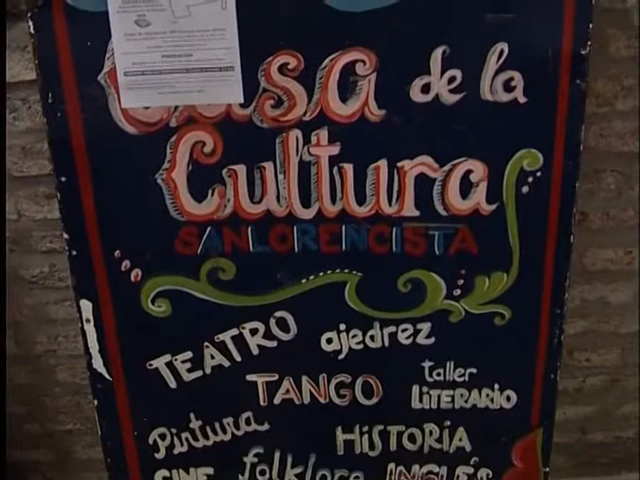 Casa de la
Cultura
SANLORENCISTA
TEATRO ajedrez
TANGO taller
LiTERARiO
Pintura HiSTORiA
CINE folklore INGLÉS